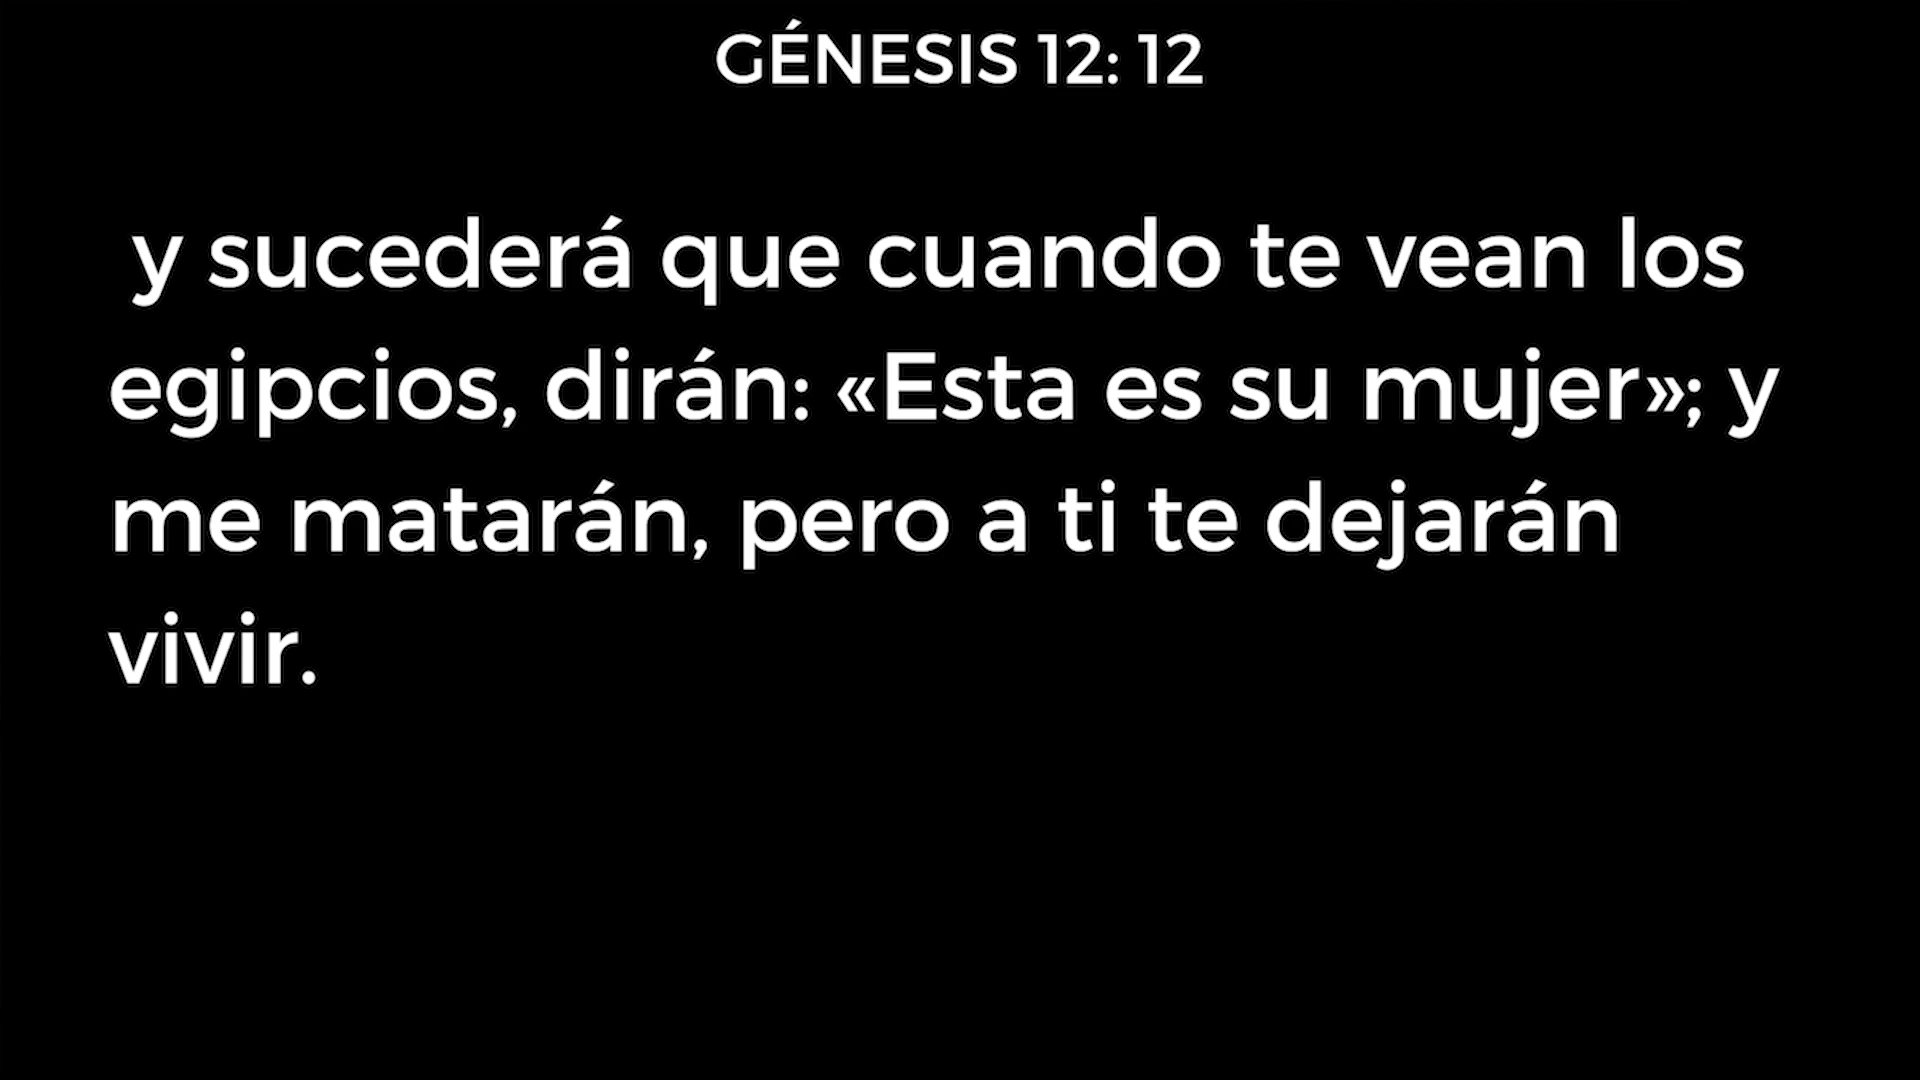 GÉNESIS 12: 12
y sucederá que cuando te vean los
egipcios, dirán: «Esta es su mujer»; y
me matarán, pero a ti te dejarán
vivir.